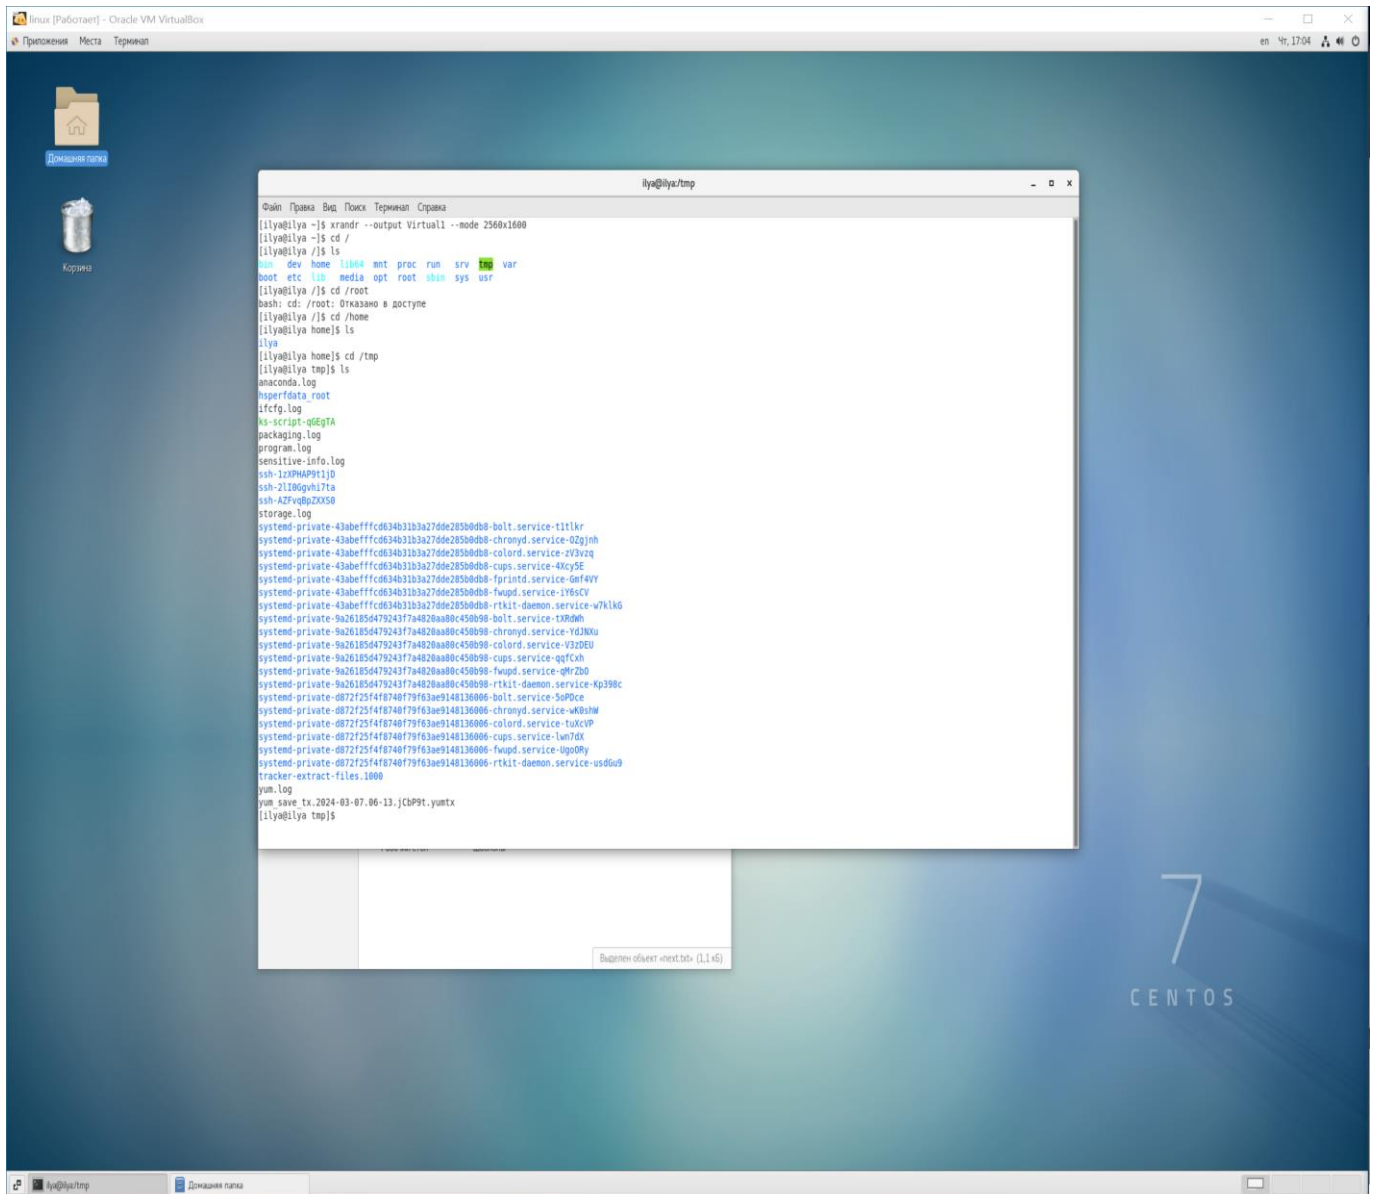 linux [Работает] - Oracle VM VirtualBox
Приложения Места Терминал
en Чт, 17:04
Домашняя папка
Корзина
ilya@ilya:/tmp
Файл Правка Вид Поиск Терминал Справка
[ilya@ilya ~]$ xrandr --output Virtual1 --mode 2560x1600
[ilya@ilya ~]$ cd /
[ilya@ilya /]$ ls
bin dev home lib64 mnt proc run srv tmp var
boot etc lib media opt root sbin sys usr
[ilya@ilya /]$ cd /root
bash: cd: /root: Отказано в доступе
[ilya@ilya /]$ cd /home
[ilya@ilya home]$ ls
ilya
[ilya@ilya home]$ cd /tmp
[ilya@ilya tmp]$ ls
anaconda.log
hsperfdata_root
ifcfg.log
ks-script-qGEgTA
packaging.log
program.log
sensitive-info.log
ssh-1zXPHAP9t1jD
ssh-2lI0Ggvhi7ta
ssh-AZFvqBpZXXS0
storage.log
systemd-private-43abefffcd634b31b3a27dde285b0db8-bolt.service-t1tlkr
systemd-private-43abefffcd634b31b3a27dde285b0db8-chronyd.service-OZgjnh
systemd-private-43abefffcd634b31b3a27dde285b0db8-colord.service-zV3vzq
systemd-private-43abefffcd634b31b3a27dde285b0db8-cups.service-4Xcy5E
systemd-private-43abefffcd634b31b3a27dde285b0db8-fprintd.service-Gmf4VY
systemd-private-43abefffcd634b31b3a27dde285b0db8-fwupd.service-iY6sCV
systemd-private-43abefffcd634b31b3a27dde285b0db8-rtkit-daemon.service-w7klkG
systemd-private-9a26185d479243f7a4820aa80c450b98-bolt.service-tXRdWh
systemd-private-9a26185d479243f7a4820aa80c450b98-chronyd.service-YdJNXu
systemd-private-9a26185d479243f7a4820aa80c450b98-colord.service-V3zDEU
systemd-private-9a26185d479243f7a4820aa80c450b98-cups.service-qqfCxh
systemd-private-9a26185d479243f7a4820aa80c450b98-fwupd.service-qMrZbO
systemd-private-9a26185d479243f7a4820aa80c450b98-rtkit-daemon.service-Kp398c
systemd-private-d872f25f4f8740f79f63ae9148136006-bolt.service-5oPDce
systemd-private-d872f25f4f8740f79f63ae9148136006-chronyd.service-wK0shW
systemd-private-d872f25f4f8740f79f63ae9148136006-colord.service-tuXcVP
systemd-private-d872f25f4f8740f79f63ae9148136006-cups.service-lwn7dX
systemd-private-d872f25f4f8740f79f63ae9148136006-fwupd.service-UgoORy
systemd-private-d872f25f4f8740f79f63ae9148136006-rtkit-daemon.service-usdGu9
tracker-extract-files.1000
yum.log
yum_save_tx.2024-03-07.06-13.jCbP9t.yumtx
[ilya@ilya tmp]$
Выделен объект «next.txt» (1,1 кБ)
7
CENTOS
ilya@ilya:/tmp
Домашняя папка